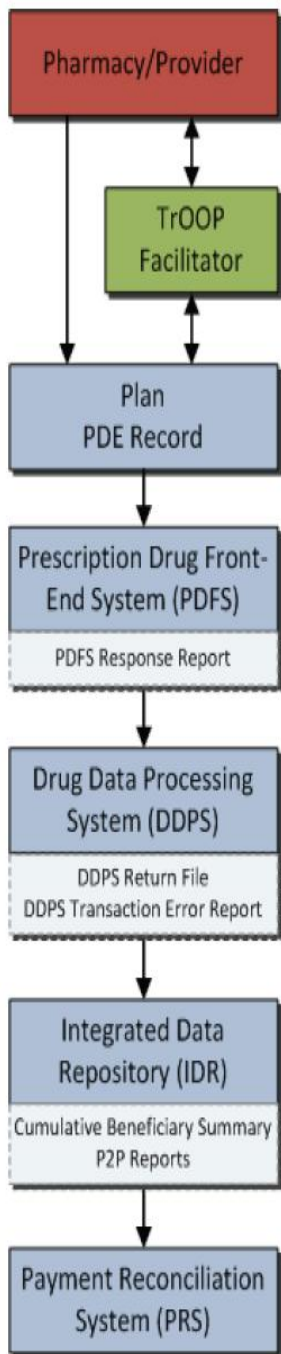 Pharmacy/Provider
TrOOP
Facilitator
Plan
PDE Record
Prescription Drug Front-
End System (PDFS)
PDFS Response Report
Drug Data Processing
System (DDPS)
DDPS Return File
DDPS Transaction Error Report
Integrated Data
Repository (IDR)
Cumulative Beneficiary Summary
P2P Reports
Payment Reconciliation
System (PRS)